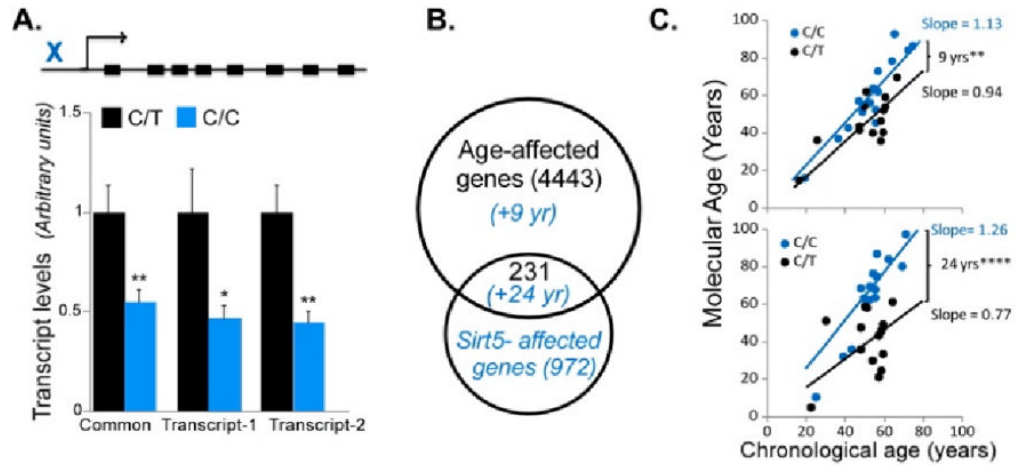 A.
X
1.5
C/T C/C
Transcript levels (Arbitrary units)
1
0.5
0
**
*
**
Common Transcript-1 Transcript-2
B.
Age-affected
genes (4443)
(+9 yr)
231
(+24 yr)
Sirt5- affected
genes (972)
C.
Molecular Age (Years)
100
80
60
40
20
0
C/C
C/T
Slope = 1.13
9 yrs**
Slope = 0.94
100
80
60
40
20
0
C/C
C/T
Slope= 1.26
24 yrs****
Slope = 0.77
0 20 40 60 80 100
Chronological age (years)